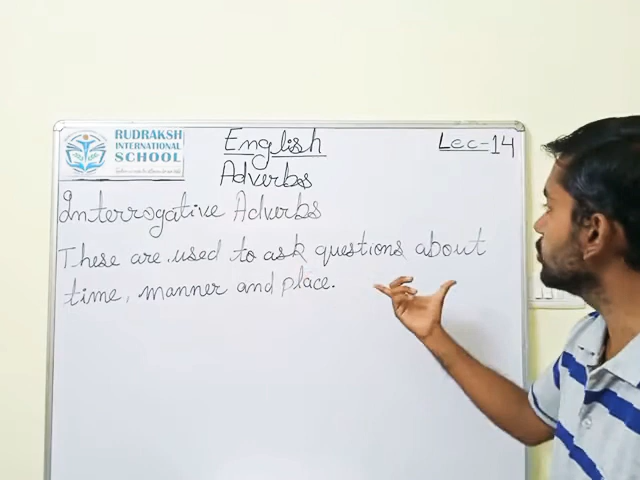 RUDRAKSH
INTERNATIONAL
SCHOOL
English
Lec-14
Adverbs
Interrogative Adverbs
These are used to ask questions about
time, manner and place.